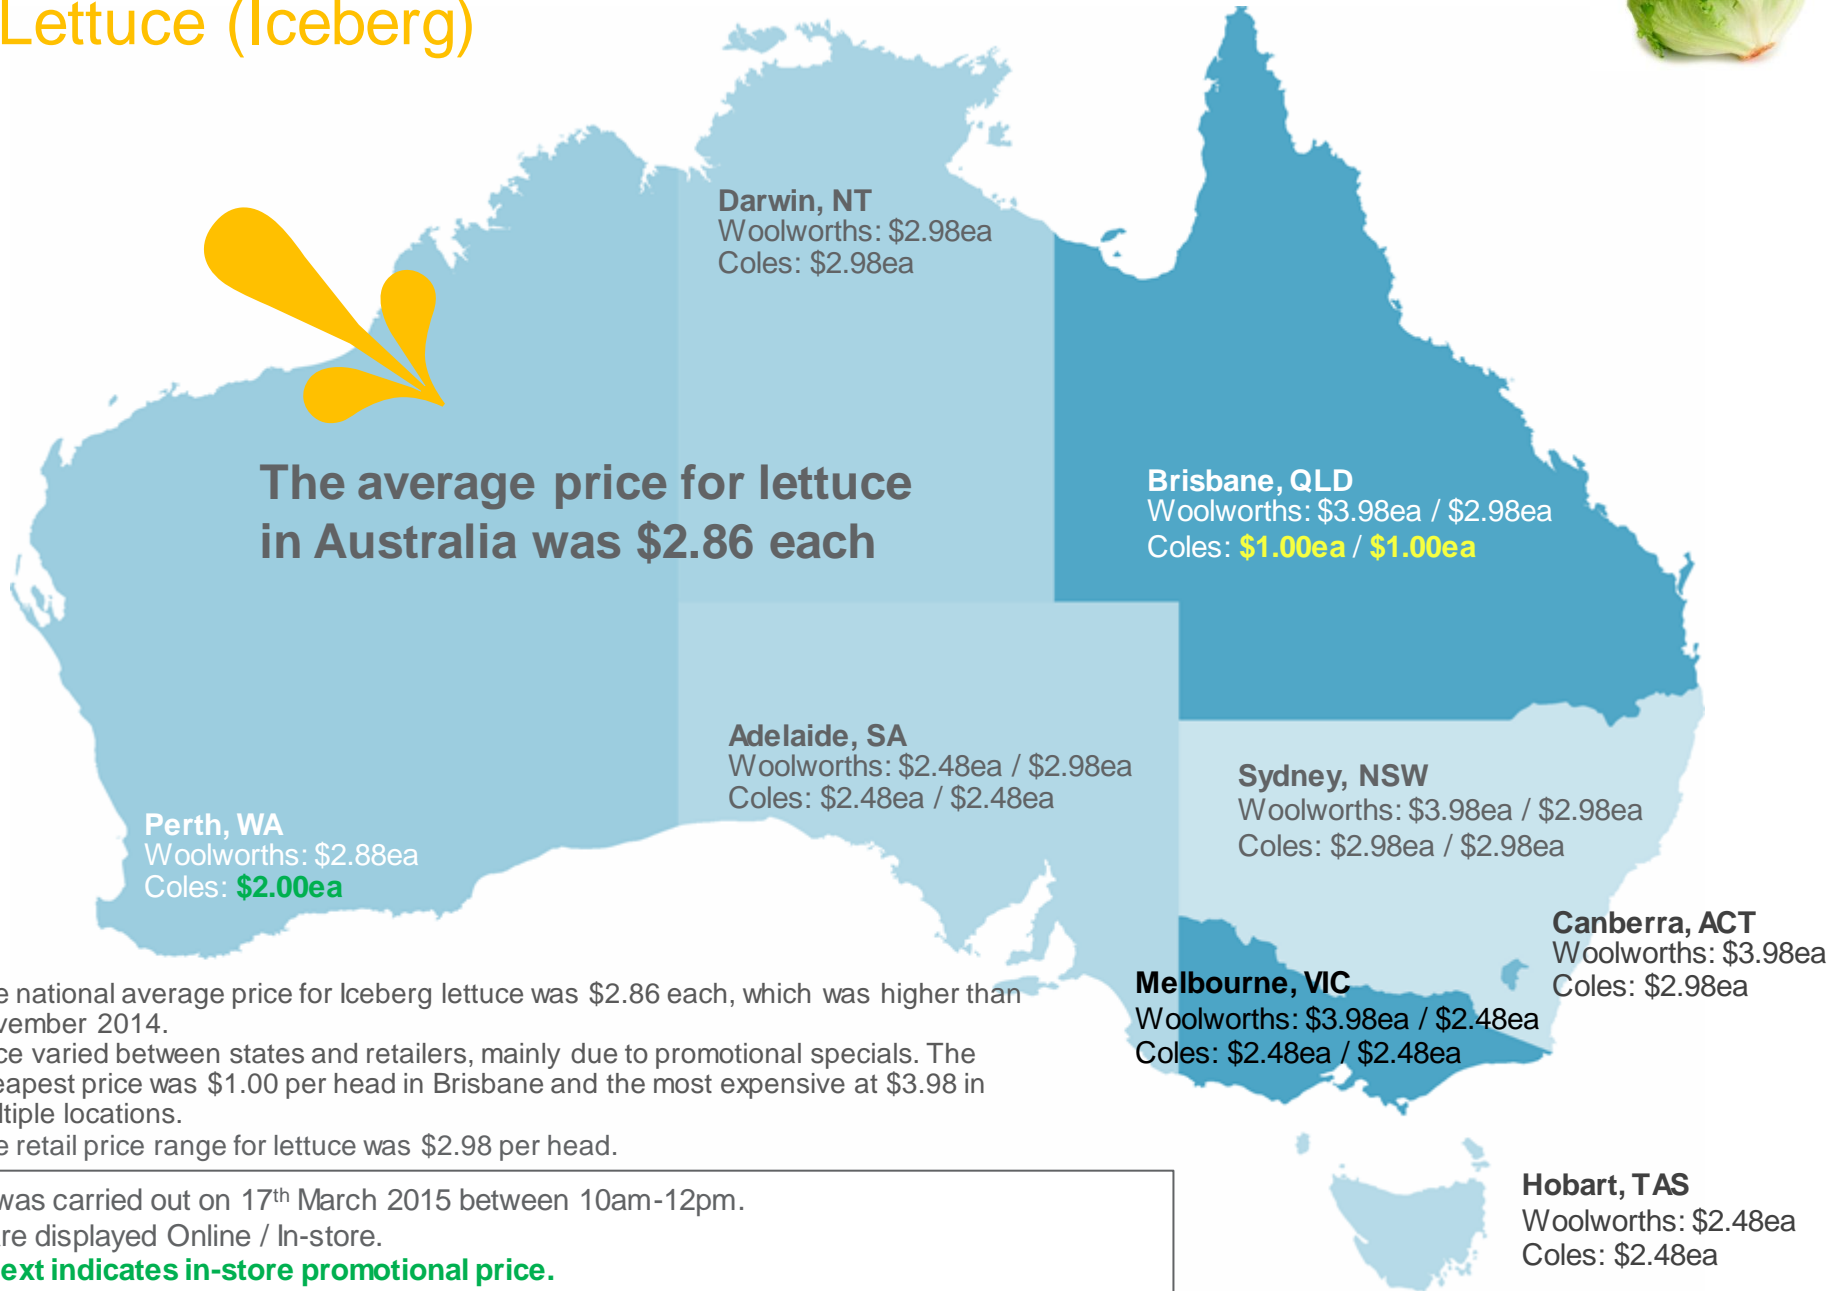 Lettuce (Iceberg)
Darwin, NT
Woolworths: $2.98ea
Coles: $2.98ea
The average price for lettuce
in Australia was $2.86 each
Brisbane, QLD
Woolworths: $3.98ea / $2.98ea
Coles: $1.00ea / $1.00ea
Adelaide, SA
Woolworths: $2.48ea / $2.98ea
Coles: $2.48ea / $2.48ea
Sydney, NSW
Woolworths: $3.98ea / $2.98ea
Coles: $2.98ea / $2.98ea
Perth, WA
Woolworths: $2.88ea
Coles: $2.00ea
Canberra, ACT
Woolworths: $3.98ea
Coles: $2.98ea
Melbourne, VIC
Woolworths: $3.98ea / $2.48ea
Coles: $2.48ea / $2.48ea
national average price for Iceberg lettuce was $2.86 each, which was higher than
vember 2014.
ce varied between states and retailers, mainly due to promotional specials. The
eapest price was $1.00 per head in Brisbane and the most expensive at $3.98 in
ltiple locations.
e retail price range for lettuce was $2.98 per head.
was carried out on 17th March 2015 between 10am-12pm.
re displayed Online / In-store.
ext indicates in-store promotional price.
Hobart, TAS
Woolworths: $2.48ea
Coles: $2.48ea